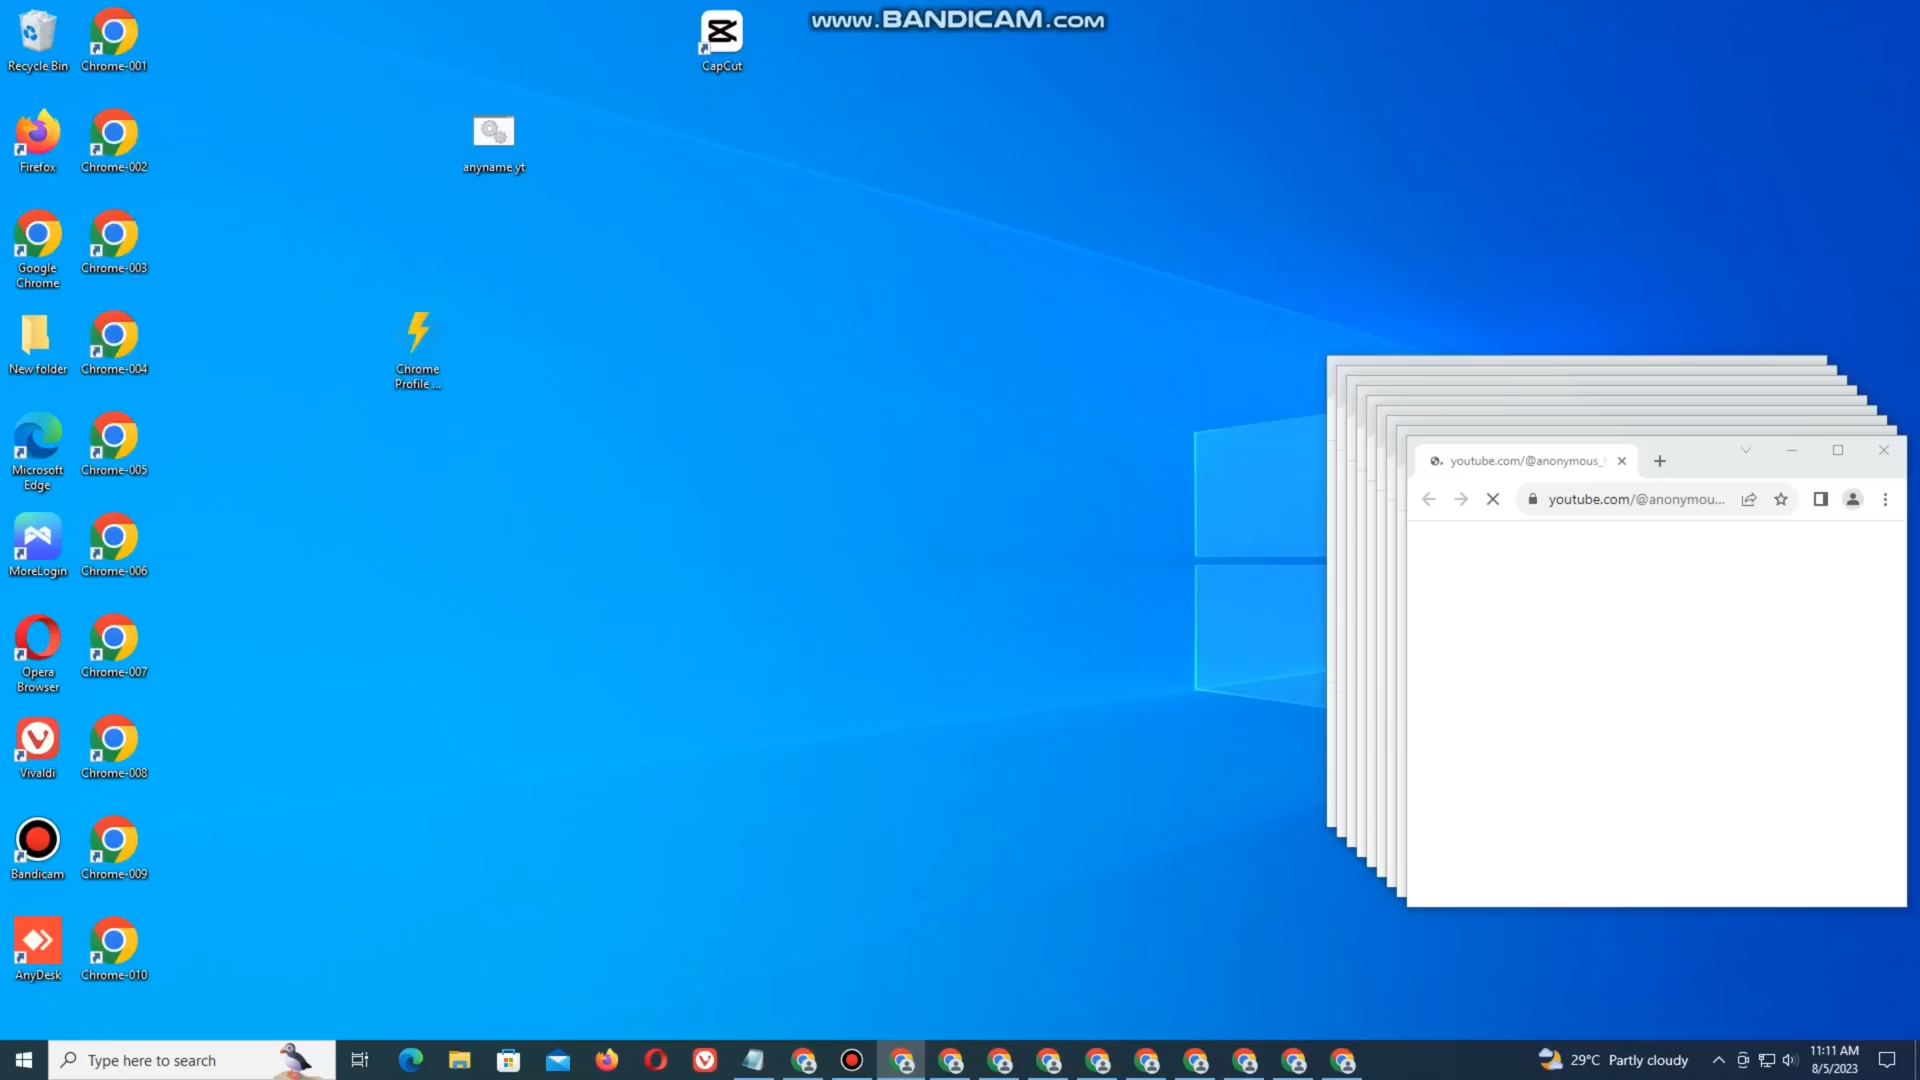 www.BANDICAM.com
Recycle Bin
Chrome-001
CapCut
Firefox
Chrome-002
anyname yt
Google
Chrome
Chrome-003
New folder
Chrome-004
Chrome
Profile ...
Microsoft
Edge
Chrome-005
MoreLogin
Chrome-006
Opera
Browser
Chrome-007
Vivaldi
Chrome-008
Bandicam
Chrome-009
AnyDesk
Chrome-010
youtube.com/@anonymous_
youtube.com/@anonymou...
Type here to search
29°C Partly cloudy
11:11 AM
8/5/2023